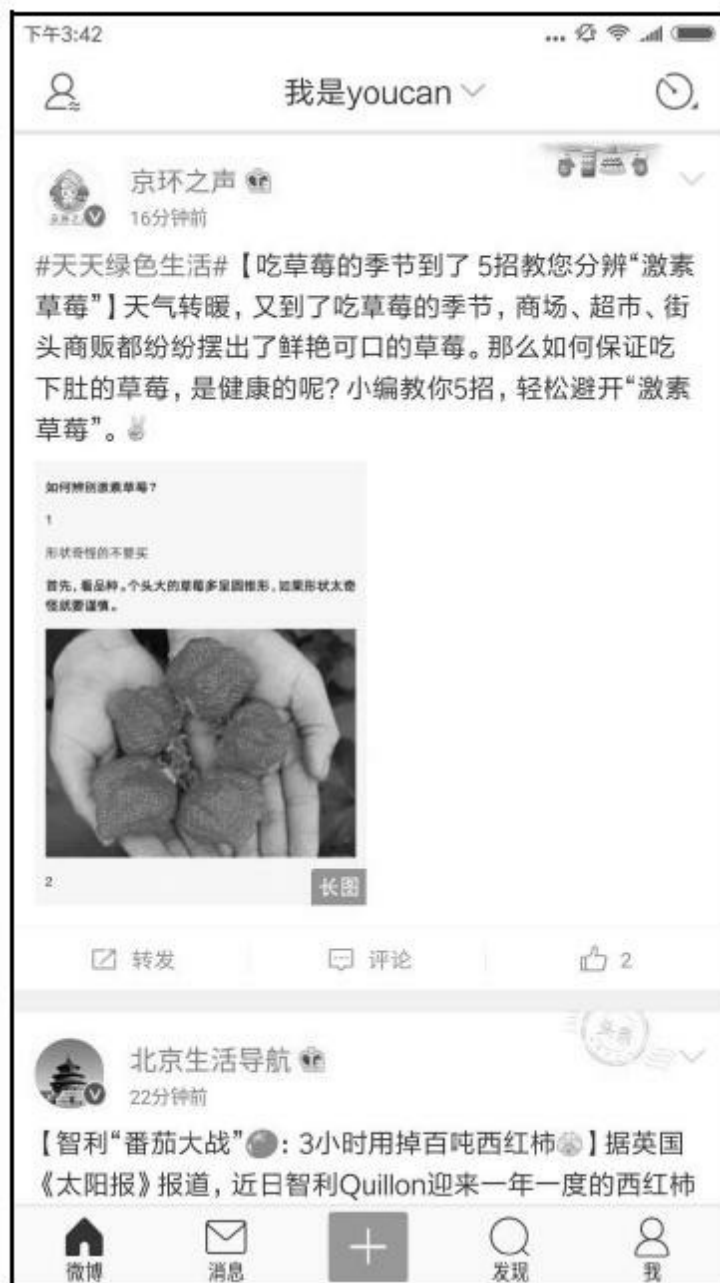 下午3:42
我是youcan
京环之声
16分钟前
#天天绿色生活#【吃草莓的季节到了 5招教您分辨“激素
草莓”】天气转暖，又到了吃草莓的季节，商场、超市、街
头商贩都纷纷摆出了鲜艳可口的草莓。那么如何保证吃
下肚的草莓，是健康的呢？小编教你5招，轻松避开“激素
草莓”。
如何辨别激素草莓？
1
形状奇怪的不要买
首先，看品种。个头大的草莓多呈圆锥形，如果形状太奇
怪就要谨慎。
2
长图
转发
评论
2
北京生活导航
22分钟前
【智利“番茄大战”：3小时用掉百吨西红柿】据英国
《太阳报》报道，近日智利Quillon迎来一年一度的西红柿
微博
消息
发现
我